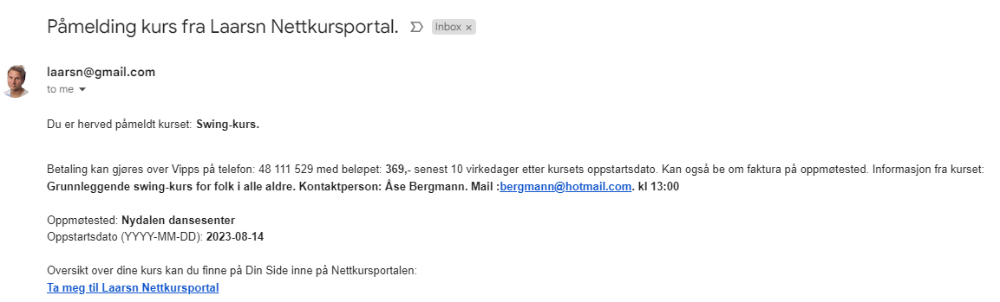 Påmelding kurs fra Laarsn Nettkursportal. Inbox ×
laarsn@gmail.com
to me
Du er herved påmeldt kurset: Swing-kurs.
Betaling kan gjøres over Vipps på telefon: 48 111 529 med beløpet: 369,- senest 10 virkedager etter kursets oppstartsdato. Kan også be om faktura på oppmøtested. Informasjon fra kurset:
Grunnleggende swing-kurs for folk i alle aldre. Kontaktperson: Åse Bergmann. Mail :bergmann@hotmail.com. kl 13:00
Oppmøtested: Nydalen dansesenter
Oppstartsdato (YYYY-MM-DD): 2023-08-14
Oversikt over dine kurs kan du finne på Din Side inne på Nettkursportalen:
Ta meg til Laarsn Nettkursportal